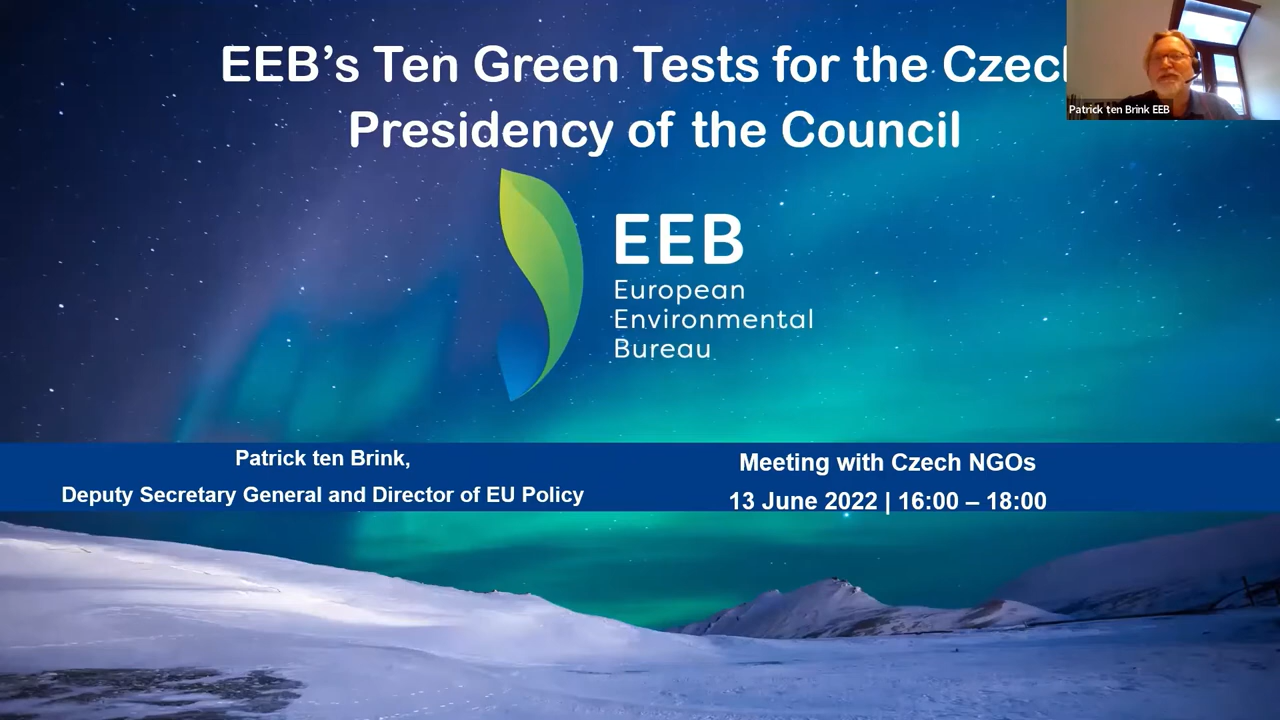 EEB’s Ten Green Tests for the Czech
Presidency of the Council
Patrick ten Brink EEB
EEB
European
Environmental
Bureau
Patrick ten Brink,
Deputy Secretary General and Director of EU Policy
Meeting with Czech NGOs
13 June 2022 | 16:00 – 18:00